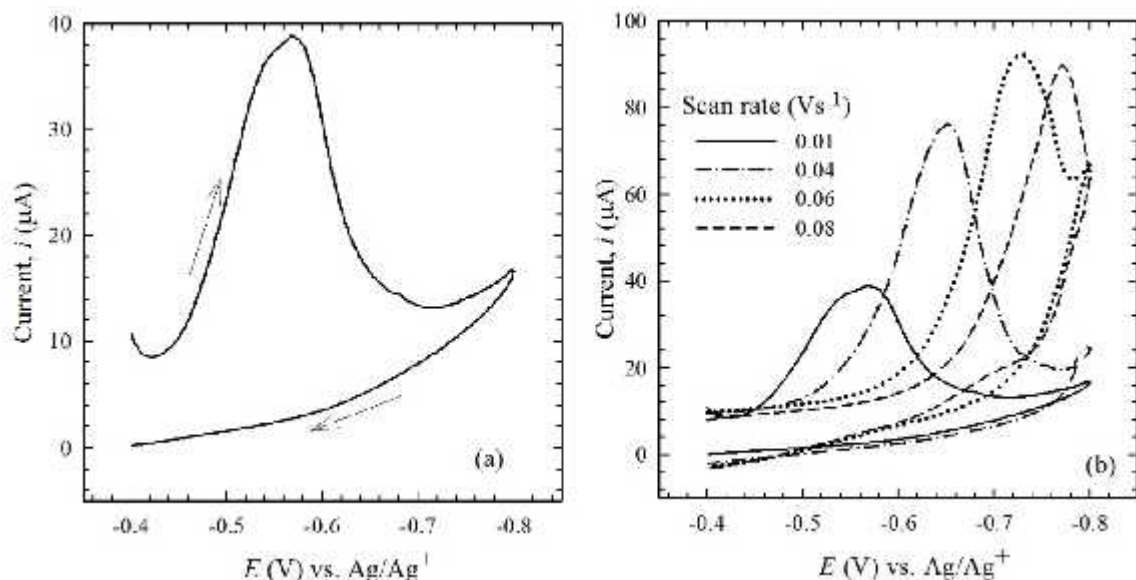 40
30
20
10
0
Current, i (µA)
(a)
-0.4 -0.5 -0.6 -0.7 -0.8
E (V) vs. Ag/Ag+
100
80
60
40
20
0
Current, i (µA)
Scan rate (Vs-1)
0.01
0.04
0.06
0.08
(b)
-0.4 -0.5 -0.6 -0.7 -0.8
E (V) vs. Ag/Ag+